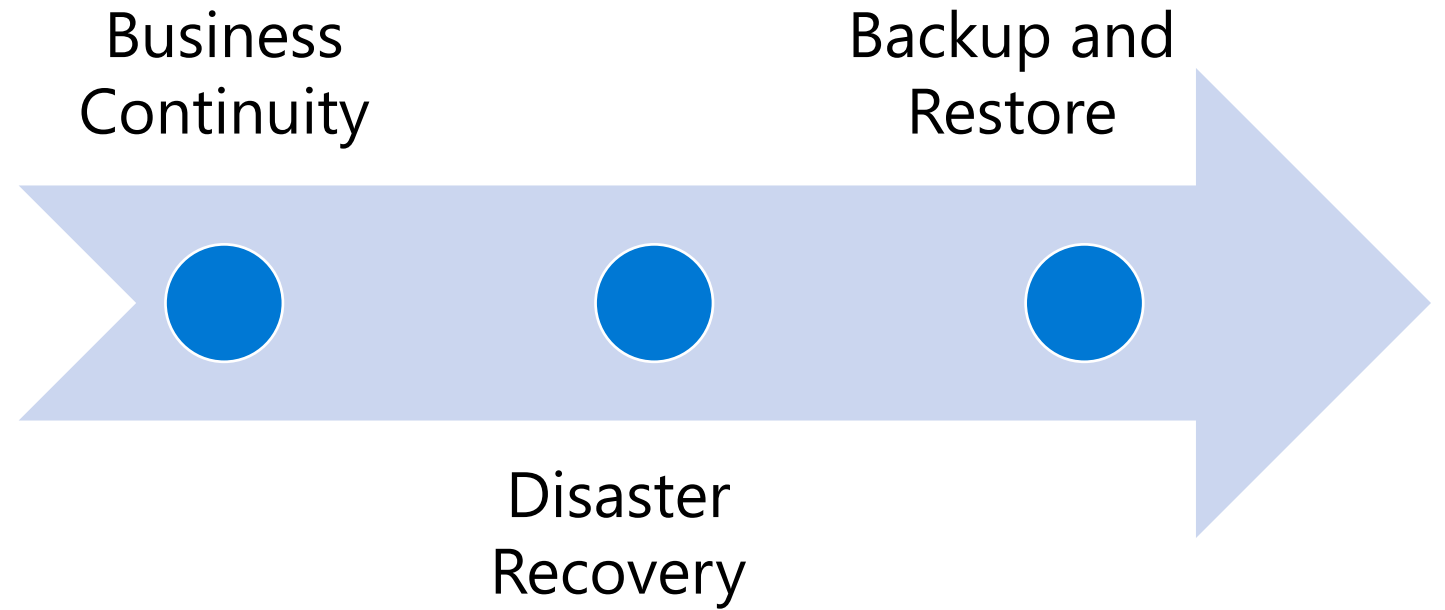 Business
Continuity
Disaster
Recovery
Backup and
Restore